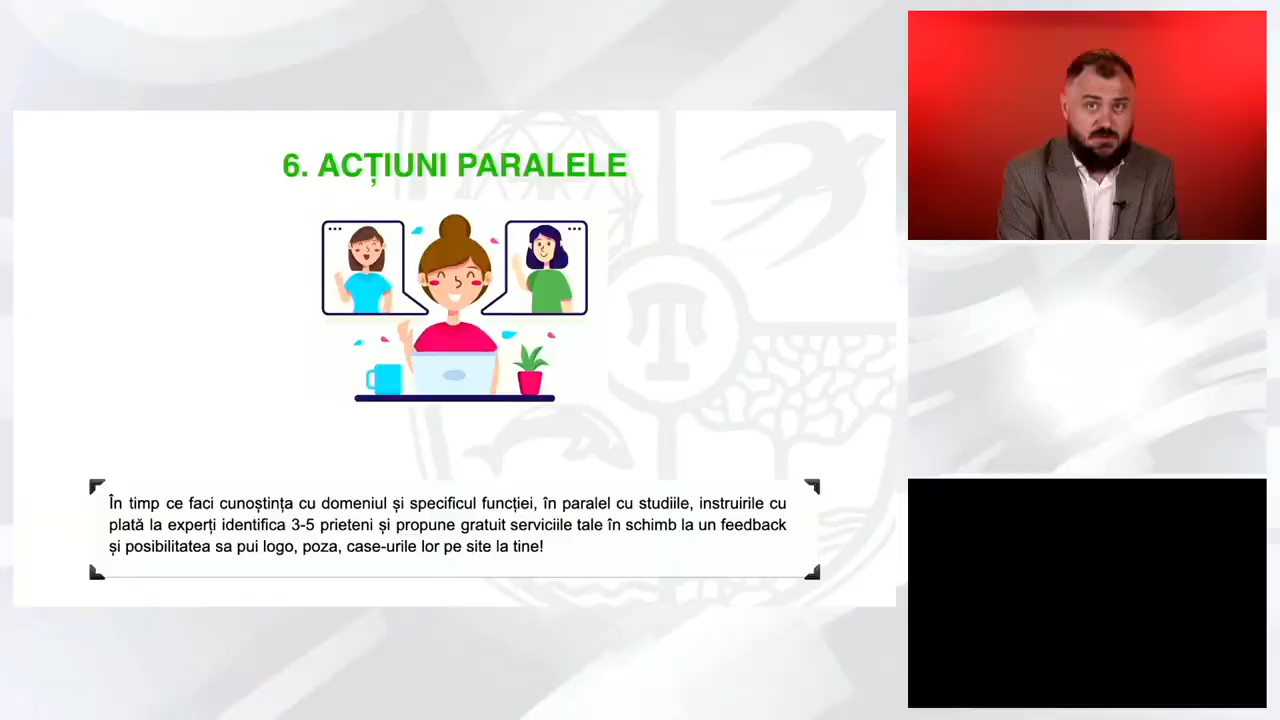 6. ACȚIUNI PARALELE
În timp ce faci cunoștința cu domeniul și specificul funcției, în paralel cu studiile, instruirile cu
plată la experți identifica 3-5 prieteni și propune gratuit serviciile tale în schimb la un feedback
și posibilitatea sa pui logo, poza, case-urile lor pe site la tine!